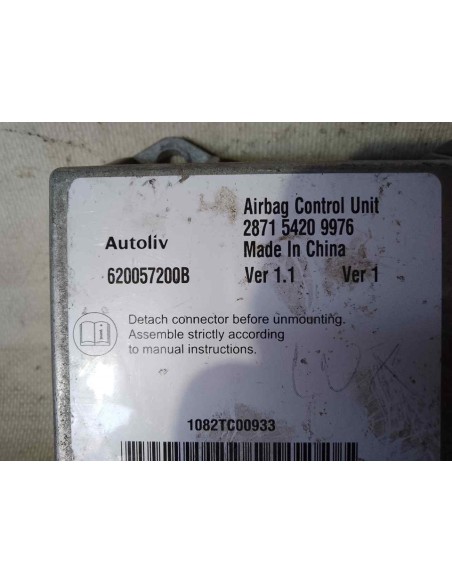 Airbag Control Unit
2871 5420 9976
Autoliv
Made In China
620057200B
Ver 1.1 Ver 1
Detach connector before unmounting.
Assemble strictly according
to manual instructions.
1082TC00933